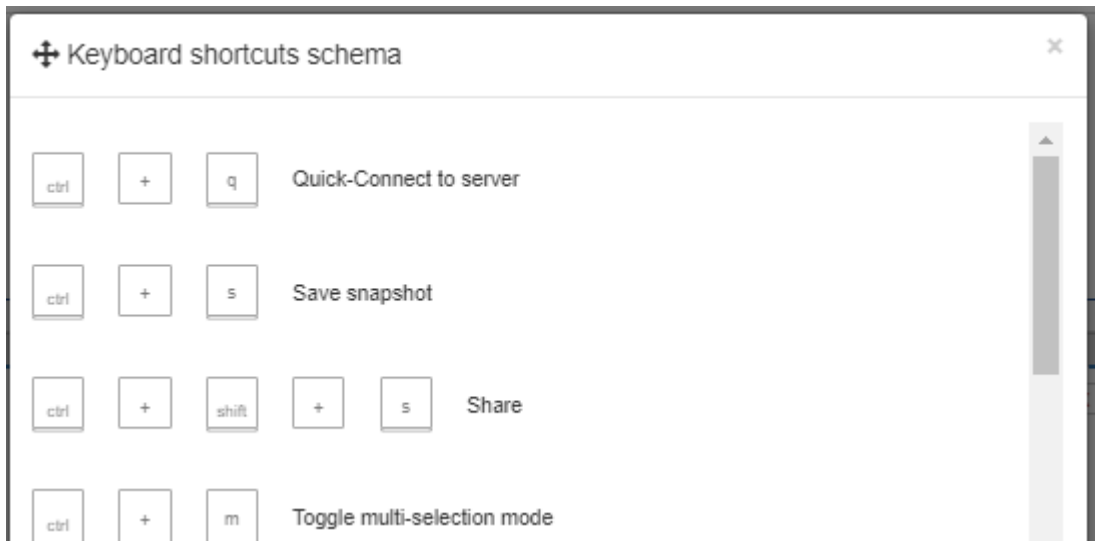 Keyboard shortcuts schema ×
ctrl + q Quick-Connect to server
ctrl + s Save snapshot
ctrl + shift + s Share
ctrl + m Toggle multi-selection mode